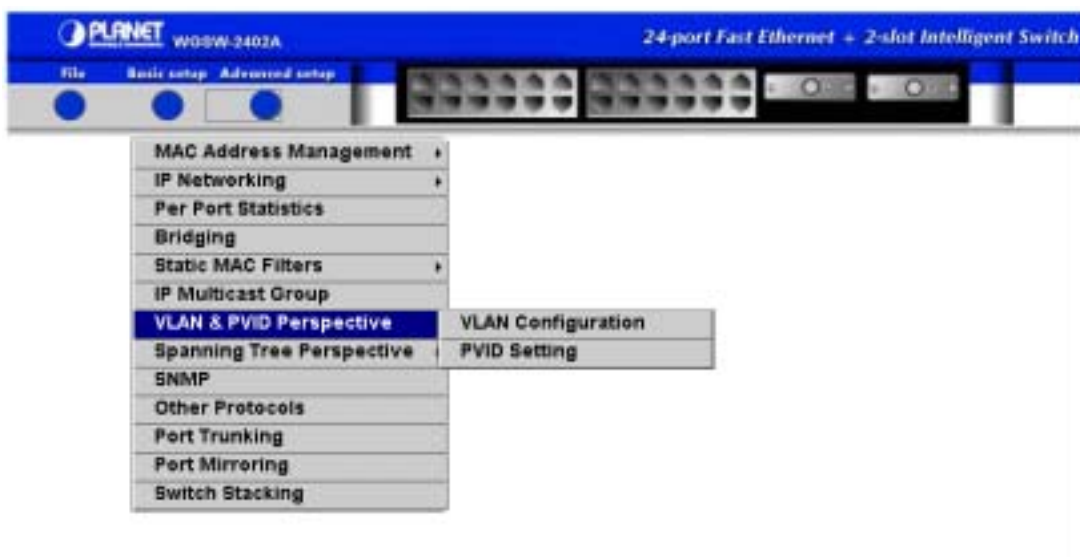 PLANET WGSW-2402A
24-port Fast Ethernet + 2-slot Intelligent Switch
File Basic setup Advanced setup
MAC Address Management
IP Networking
Per Port Statistics
Bridging
Static MAC Filters
IP Multicast Group
VLAN & PVID Perspective
VLAN Configuration
Spanning Tree Perspective
PVID Setting
SNMP
Other Protocols
Port Trunking
Port Mirroring
Switch Stacking